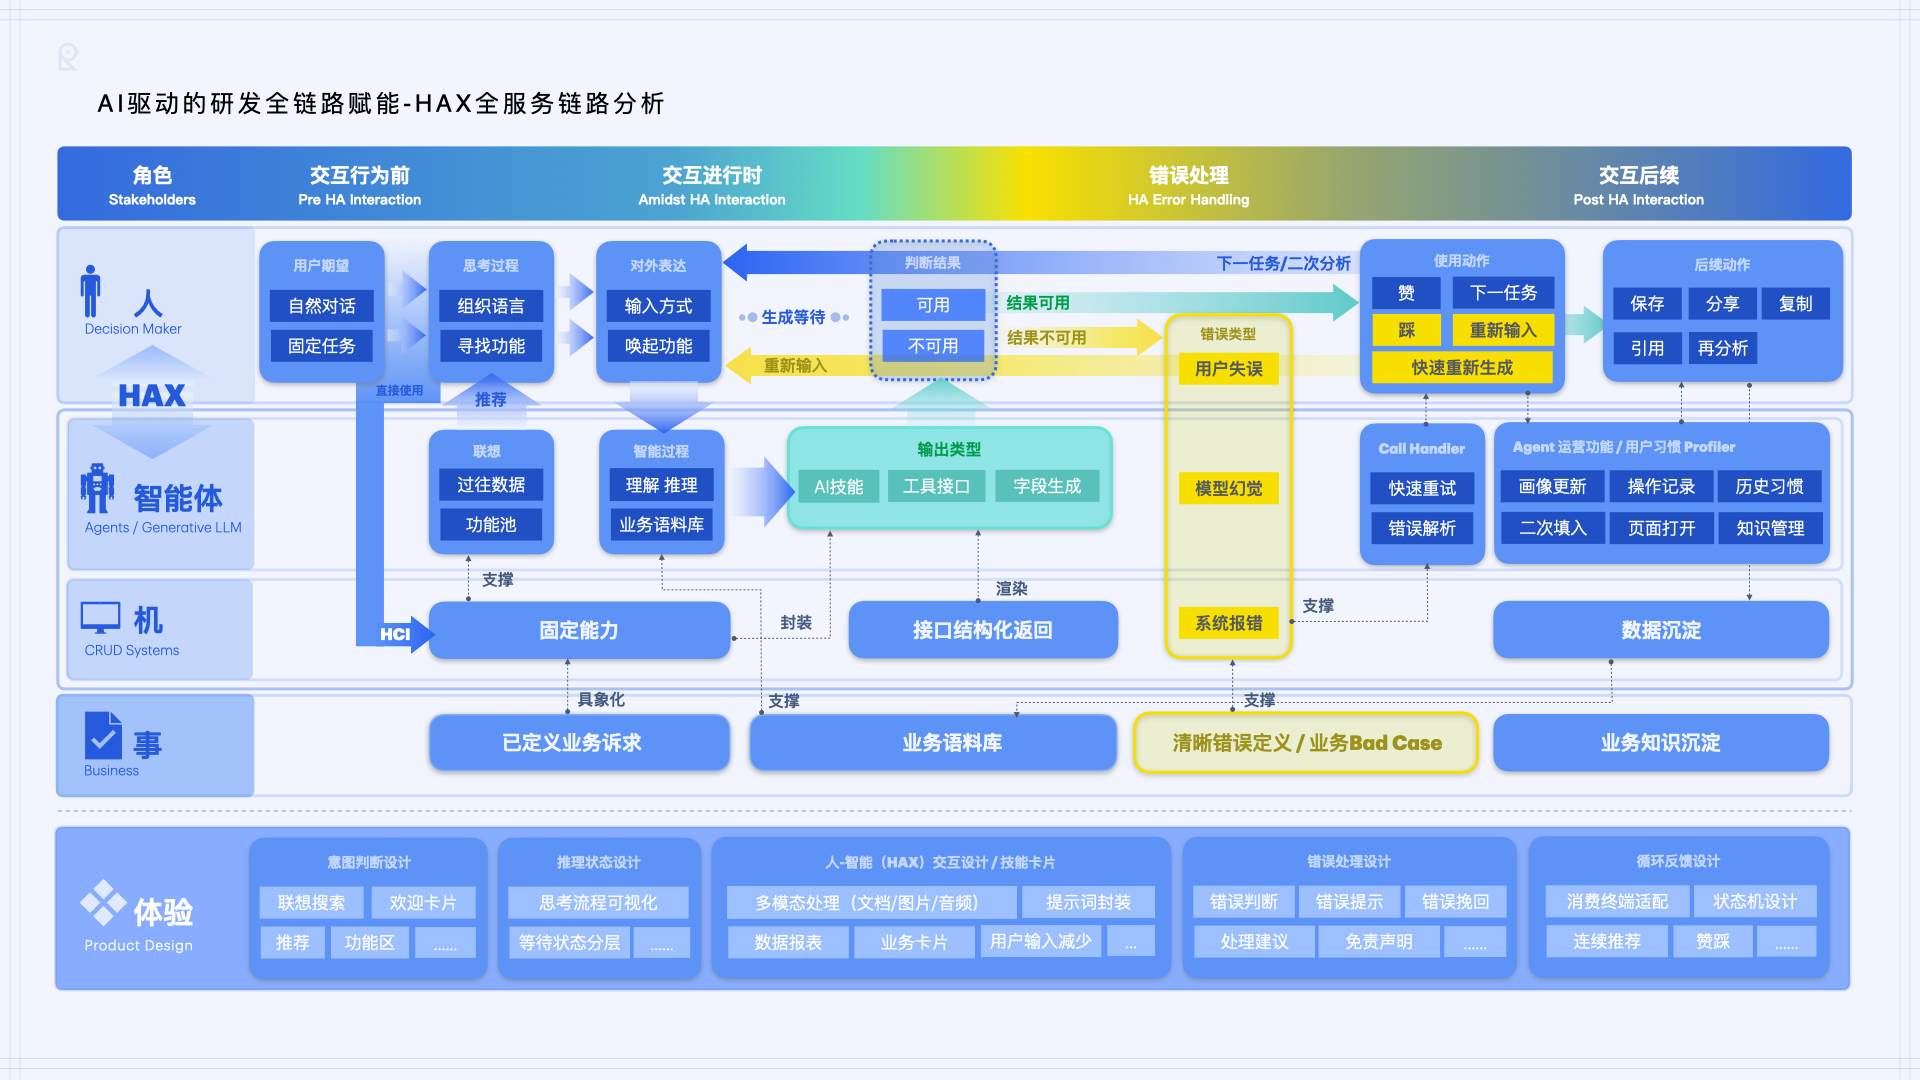 AI驱动的研发全链路赋能-HAX全服务链路分析
角色
Stakeholders
交互行为前
Pre HA Interaction
交互进行时
Amidst HA Interaction
错误处理
HA Error Handling
交互后续
Post HA Interaction
人
Decision Maker
用户期望
自然对话
固定任务
思考过程
组织语言
寻找功能
对外表达
输入方式
唤起功能
生成等待
判断结果
可用
不可用
下一任务/二次分析
结果可用
结果不可用
重新输入
使用动作
赞
下一任务
踩
重新输入
快速重新生成
后续动作
保存
分享
复制
引用
再分析
直接使用
推荐
HAX
智能体
Agents / Generative LLM
联想
过往数据
功能池
智能过程
理解 推理
业务语料库
输出类型
AI技能
工具接口
字段生成
错误类型
用户失误
模型幻觉
系统报错
Call Handler
快速重试
错误解析
Agent 运营功能 / 用户习惯 Profiler
画像更新
操作记录
历史习惯
二次填入
页面打开
知识管理
支撑
封装
渲染
支撑
机
CRUD Systems
HCI
固定能力
接口结构化返回
数据沉淀
具象化
支撑
支撑
事
Business
已定义业务诉求
业务语料库
清晰错误定义 / 业务Bad Case
业务知识沉淀
体验
Product Design
意图判断设计
联想搜索
欢迎卡片
推荐
功能区
......
推理状态设计
思考流程可视化
等待状态分层
......
人-智能（HAX）交互设计 / 技能卡片
多模态处理（文档/图片/音频）
提示词封装
数据报表
业务卡片
用户输入减少
...
错误处理设计
错误判断
错误提示
错误挽回
处理建议
免责声明
......
循环反馈设计
消费终端适配
状态机设计
连续推荐
赞踩
......